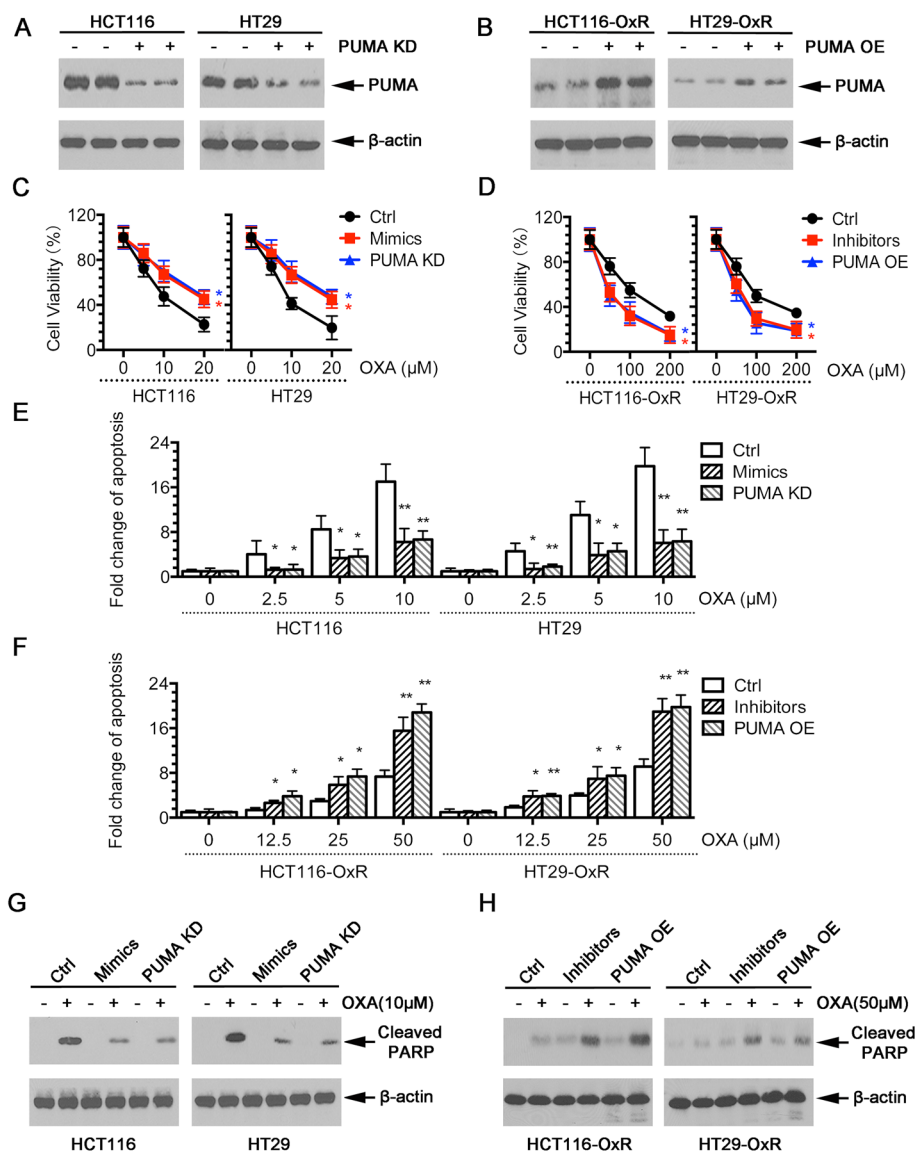 A
HCT116 HT29
- - + + - - + + PUMA KD
PUMA
β-actin
B
HCT116-OxR HT29-OxR
- - + + - - + + PUMA OE
PUMA
β-actin
C
Cell Viability (%)
120
80
40
0
Ctrl
Mimics
PUMA KD
*
*
*
*
0 10 20 0 10 20 OXA (μM)
HCT116 HT29
D
Cell Viability (%)
120
80
40
0
Ctrl
Inhibitors
PUMA OE
*
*
*
*
0 100 200 0 100 200 OXA (μM)
HCT116-OxR HT29-OxR
E
Fold change of apoptosis
24
16
8
0
Ctrl
Mimics
PUMA KD
* * * * ** ** * ** * * ** **
0 2.5 5 10 0 2.5 5 10 OXA (μM)
HCT116 HT29
F
Fold change of apoptosis
24
16
8
0
Ctrl
Inhibitors
PUMA OE
* * * * ** ** * ** * * ** **
0 12.5 25 50 0 12.5 25 50 OXA (μM)
HCT116-OxR HT29-OxR
G
Ctrl Mimics PUMA KD Ctrl Mimics PUMA KD
- + - + - + - + - + - + OXA(10μM)
Cleaved
PARP
β-actin
HCT116 HT29
H
Ctrl Inhibitors PUMA OE Ctrl Inhibitors PUMA OE
- + - + - + - + - + - + OXA(50μM)
Cleaved
PARP
β-actin
HCT116-OxR HT29-OxR